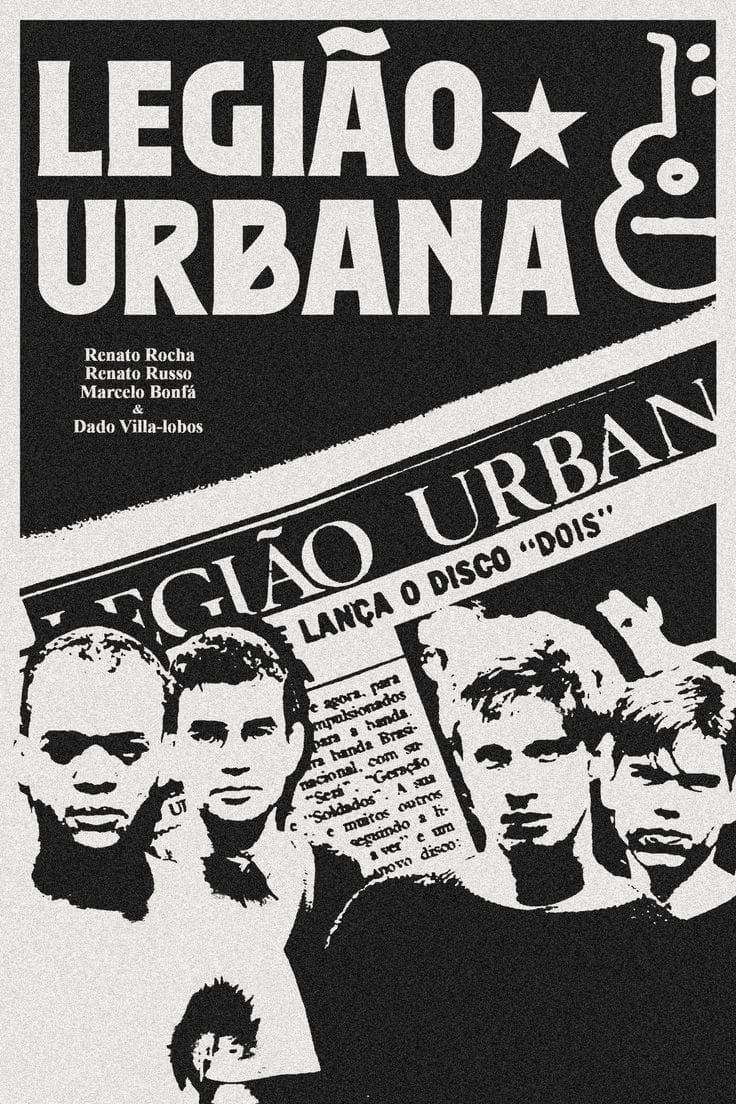 LEGIÃO
URBANA
Renato Rocha
Renato Russo
Marcelo Bonfá
&
Dado Villa-lobos
LEGIÃO URBAN
E LANÇA O DISCO "DOIS"
e agora, para
impulsionados
para a banda
ra banda Brasi-
nacional, com su-
"Será", "Geração
"Soldados". A sua
e muitos outros
seguindo a li-
a ver" e um
novo disco: